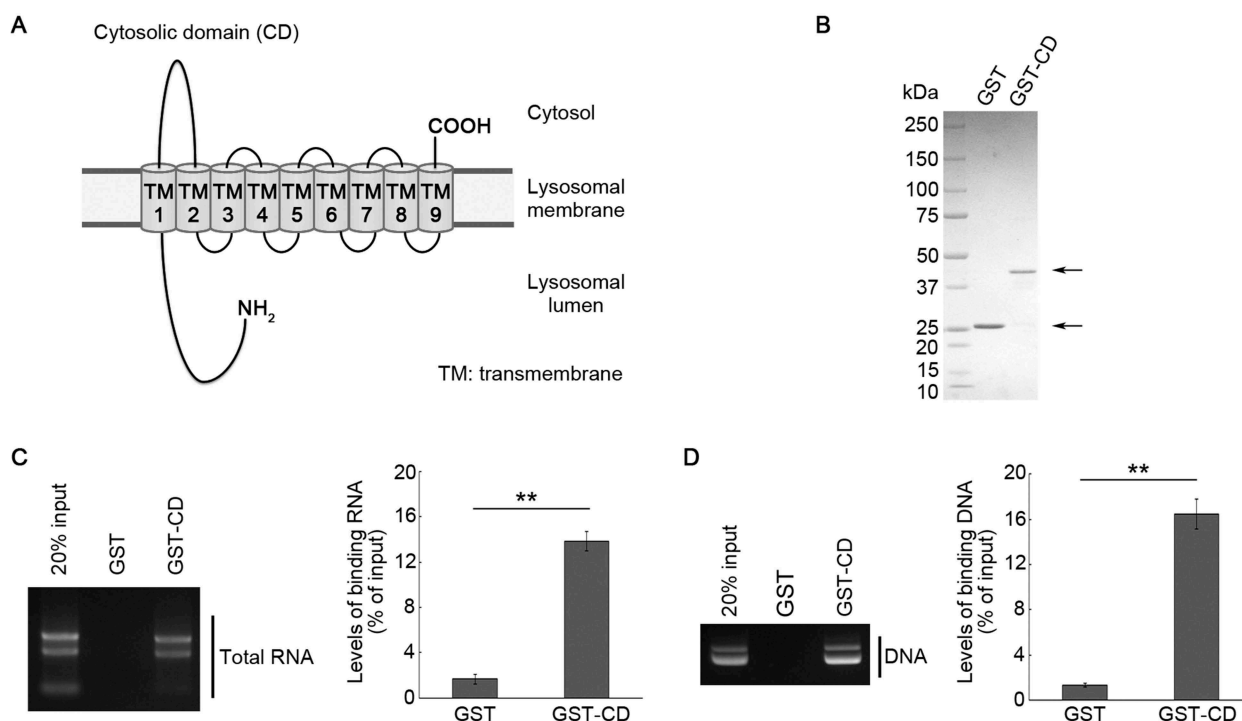 A
Cytosolic domain (CD)
Cytosol
COOH
TM TM TM TM TM TM TM TM TM
1 2 3 4 5 6 7 8 9
Lysosomal
membrane
Lysosomal
lumen
NH2
TM: transmembrane
B
kDa
GST
GST-CD
250
150
100
75
50
37
25
20
15
10
C
20% input
GST
GST-CD
Total RNA
Levels of binding RNA
(% of input)
20
16
12
8
4
0
**
GST
GST-CD
D
20% input
GST
GST-CD
DNA
Levels of binding DNA
(% of input)
20
16
12
8
4
0
**
GST
GST-CD